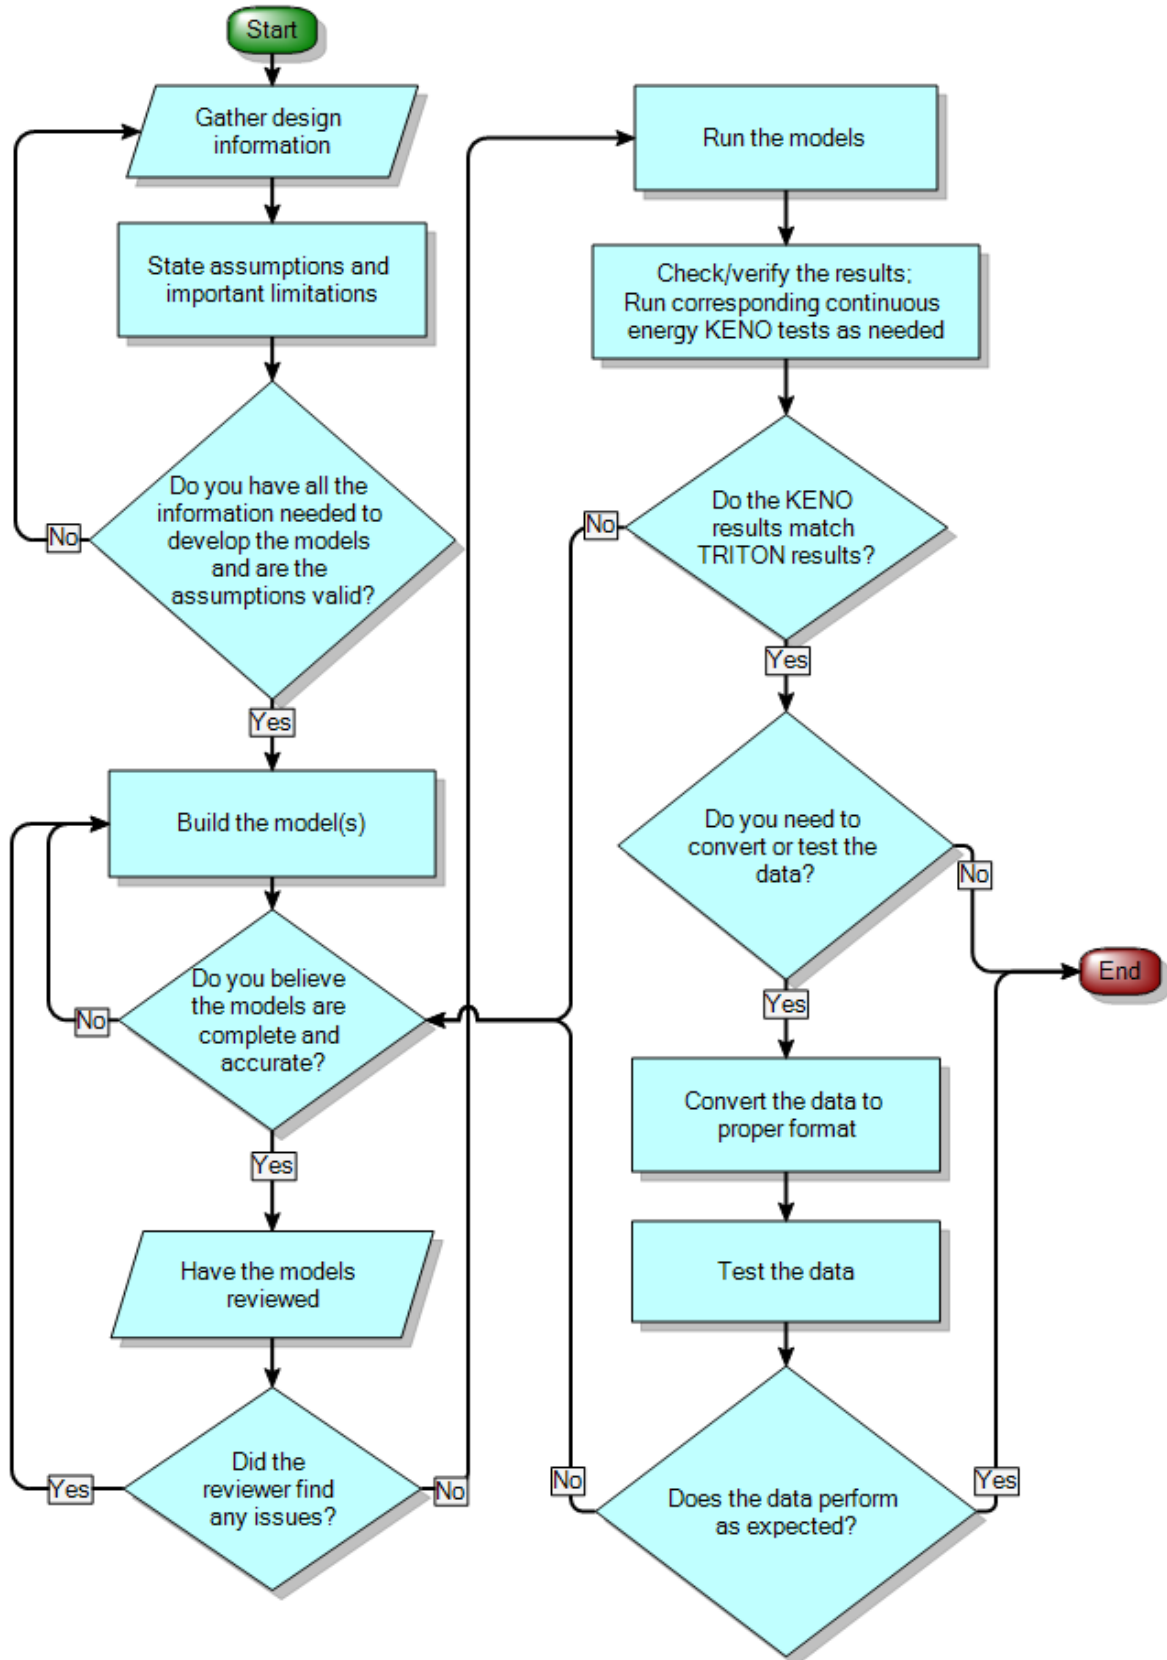 Start
Gather design
information
State assumptions and
important limitations
Do you have all the
information needed to
develop the models
and are the
assumptions valid?
No
Yes
Build the model(s)
Do you believe
the models are
complete and
accurate?
No
Yes
Have the models
reviewed
Did the
reviewer find
any issues?
Yes
No
Run the models
Check/verify the results;
Run corresponding continuous
energy KENO tests as needed
Do the KENO
results match
TRITON results?
No
Yes
Do you need to
convert or test the
data?
No
Yes
End
Convert the data to
proper format
Test the data
Does the data perform
as expected?
No
Yes